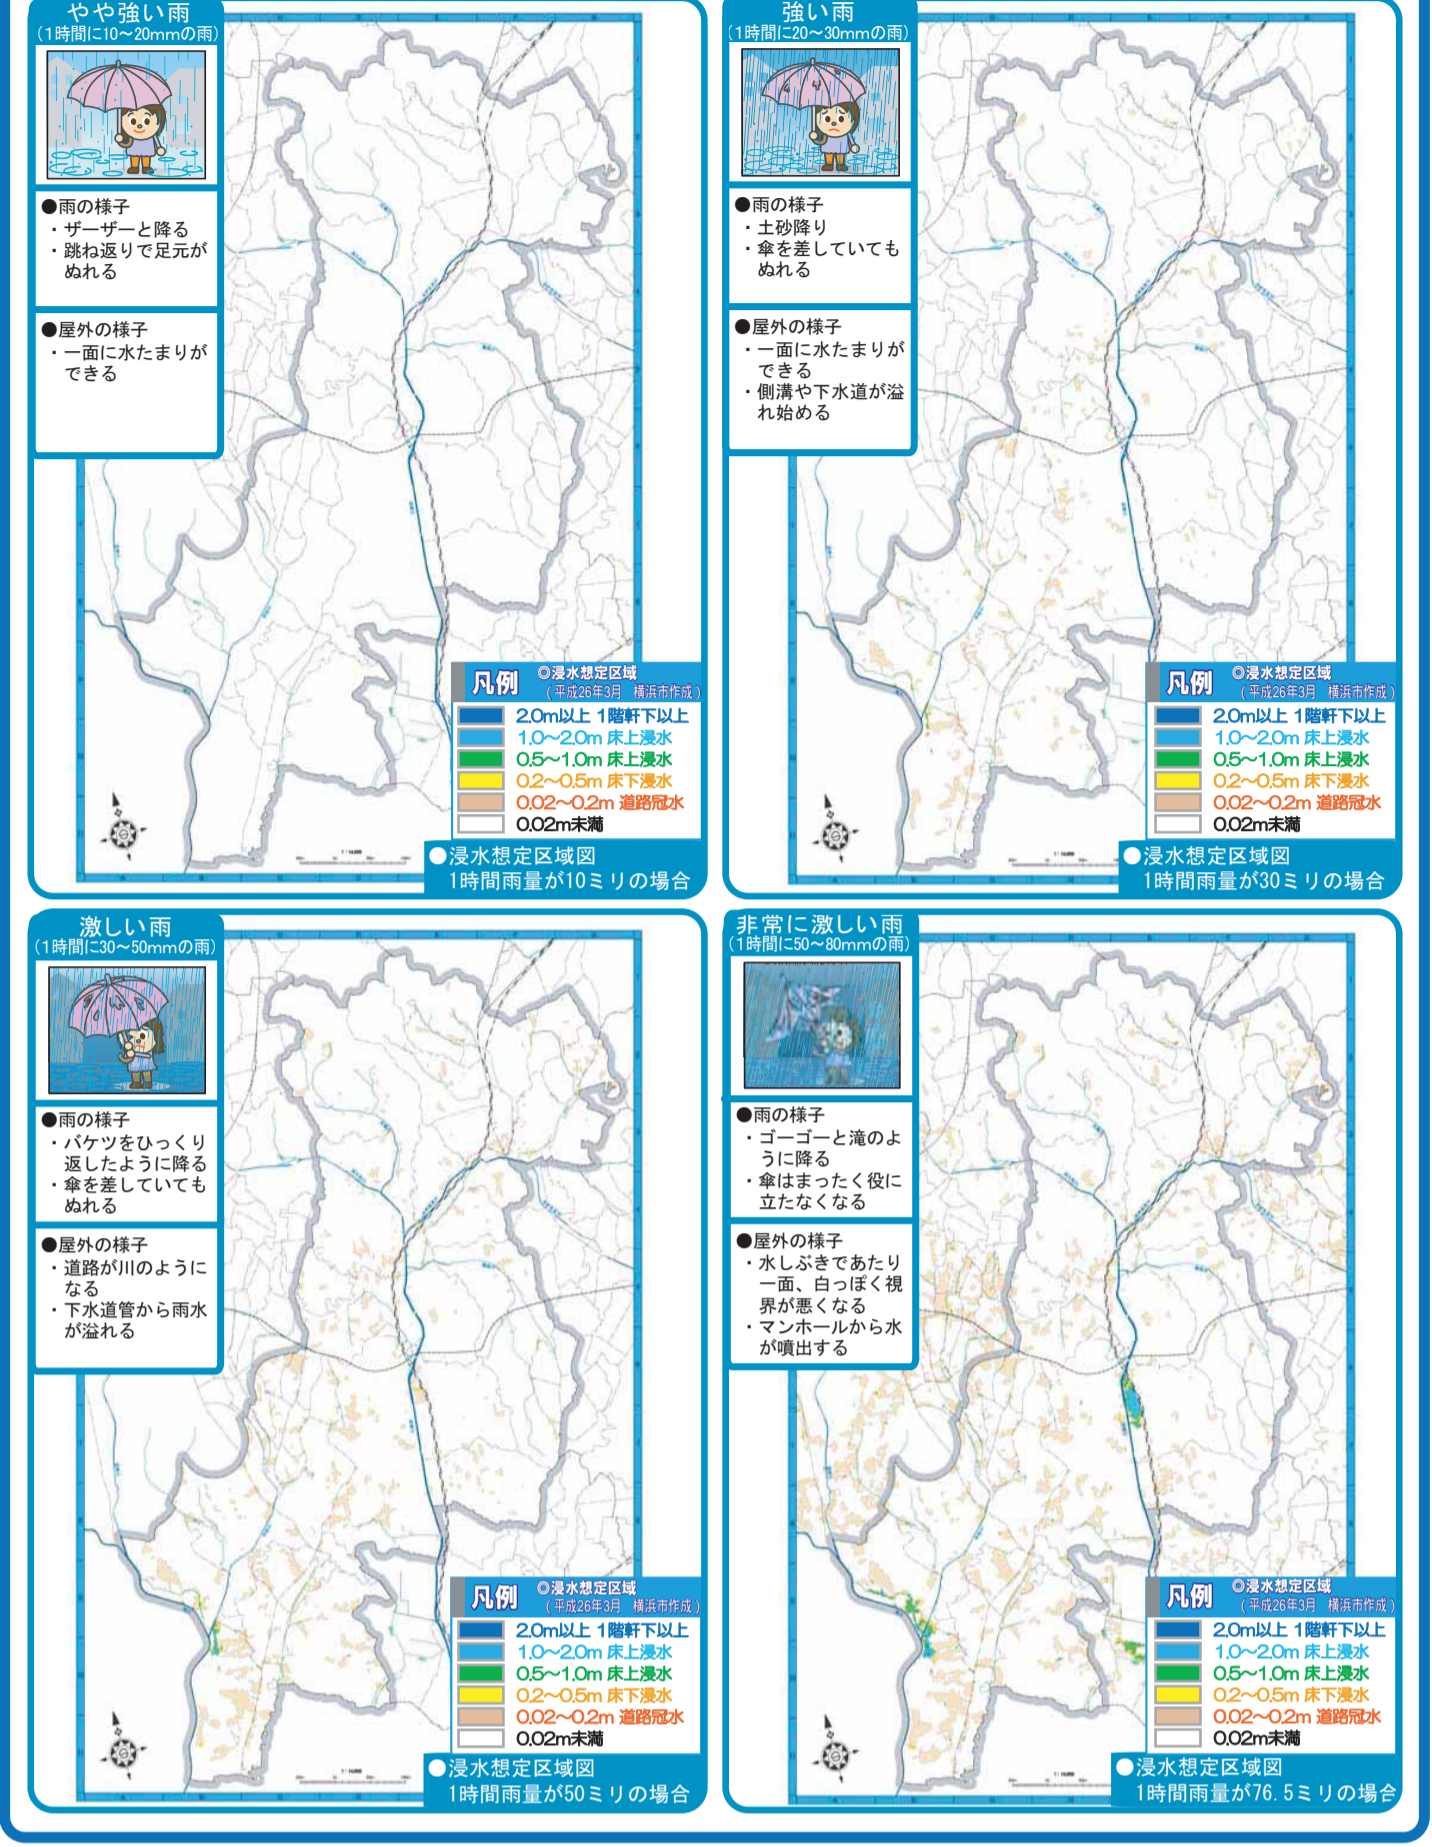 やや強い雨
(1時間に10～20mmの雨)
●雨の様子
・ザーザーと降る
・跳ね返りで足元が
ぬれる
●屋外の様子
・一面に水たまりが
できる
凡例
◎浸水想定区域
(平成26年3月 横浜市作成)
2.0m以上 1階軒下以上
1.0～2.0m 床上浸水
0.5～1.0m 床上浸水
0.2～0.5m 床下浸水
0.02～0.2m 道路冠水
0.02m未満
●浸水想定区域図
1時間雨量が10ミリの場合
強い雨
(1時間に20～30mmの雨)
●雨の様子
・土砂降り
・傘を差していても
ぬれる
●屋外の様子
・一面に水たまりが
できる
・側溝や下水道が溢
れ始める
凡例
◎浸水想定区域
(平成26年3月 横浜市作成)
2.0m以上 1階軒下以上
1.0～2.0m 床上浸水
0.5～1.0m 床上浸水
0.2～0.5m 床下浸水
0.02～0.2m 道路冠水
0.02m未満
●浸水想定区域図
1時間雨量が30ミリの場合
激しい雨
(1時間に30～50mmの雨)
●雨の様子
・バケツをひっくり
返したように降る
・傘を差していても
ぬれる
●屋外の様子
・道路が川のように
なる
・下水道管から雨水
が溢れる
凡例
◎浸水想定区域
(平成26年3月 横浜市作成)
2.0m以上 1階軒下以上
1.0～2.0m 床上浸水
0.5～1.0m 床上浸水
0.2～0.5m 床下浸水
0.02～0.2m 道路冠水
0.02m未満
●浸水想定区域図
1時間雨量が50ミリの場合
非常に激しい雨
(1時間に50～80mmの雨)
●雨の様子
・ゴーゴーと滝のよ
うに降る
・傘はまったく役に
立たなくなる
●屋外の様子
・水しぶきであたり
一面、白っぽく視
界が悪くなる
・マンホールから水
が噴出する
凡例
◎浸水想定区域
(平成26年3月 横浜市作成)
2.0m以上 1階軒下以上
1.0～2.0m 床上浸水
0.5～1.0m 床上浸水
0.2～0.5m 床下浸水
0.02～0.2m 道路冠水
0.02m未満
●浸水想定区域図
1時間雨量が76.5ミリの場合